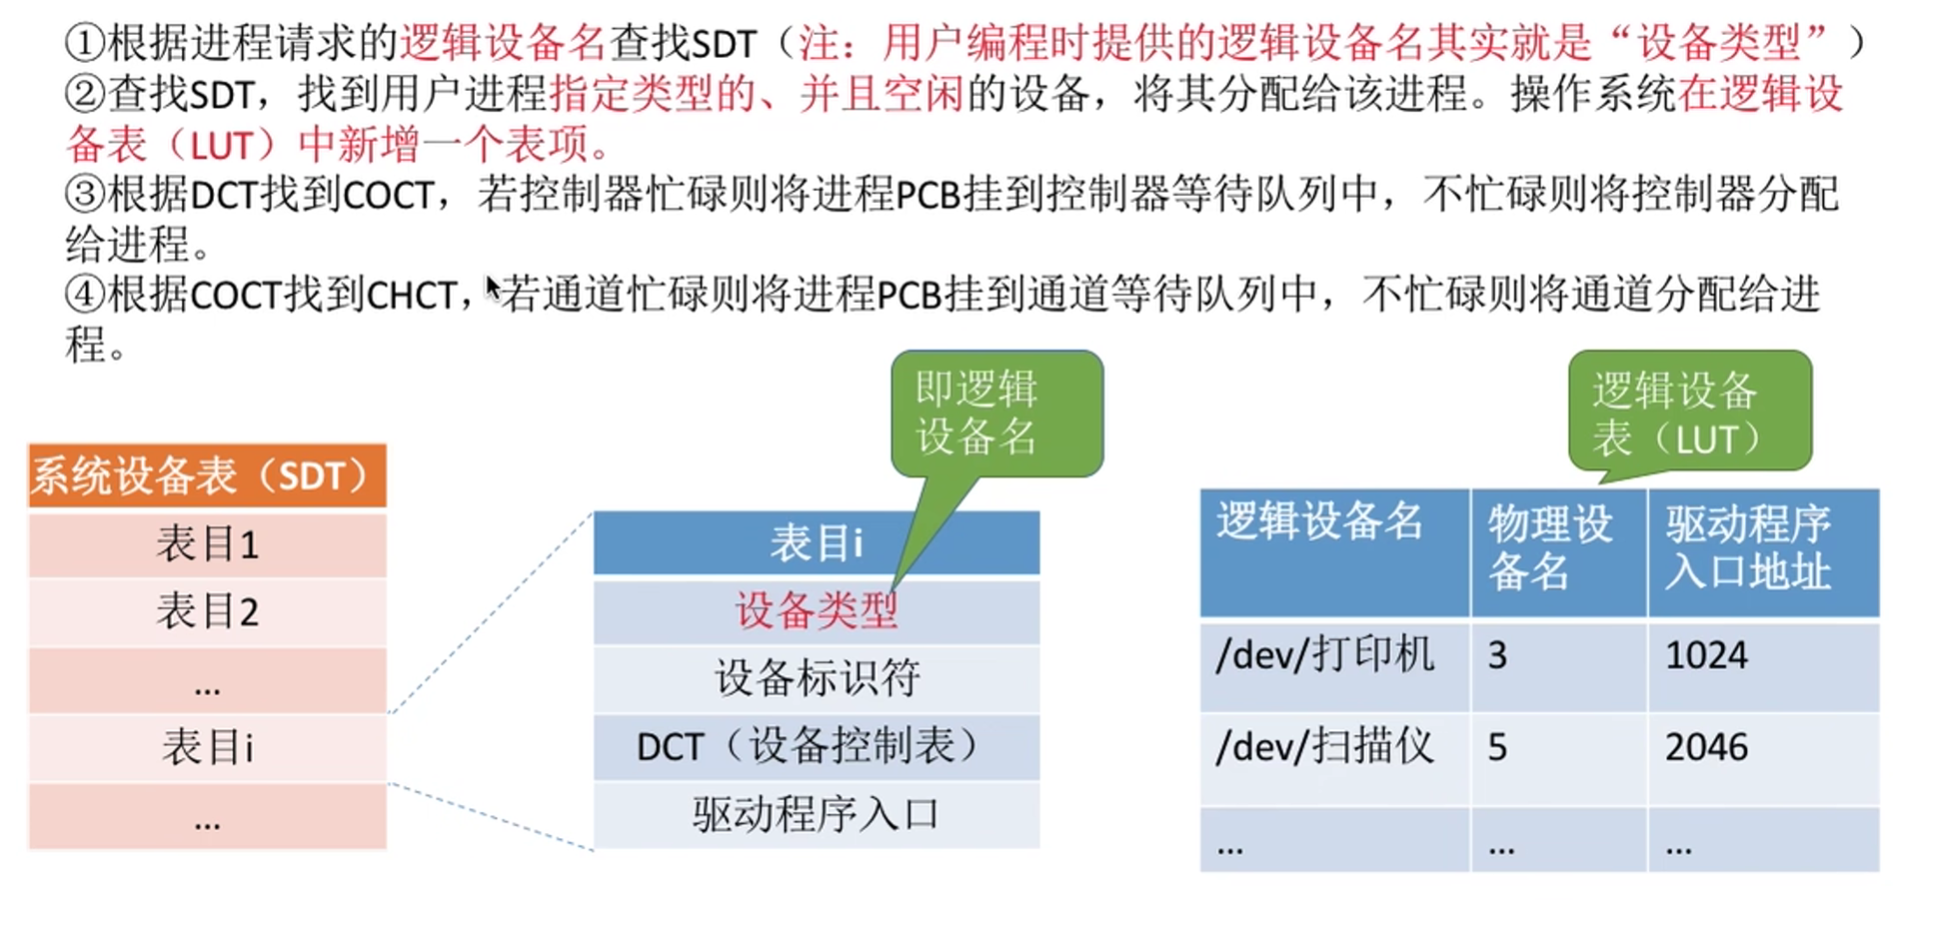 ①根据进程请求的逻辑设备名查找SDT（注：用户编程时提供的逻辑设备名其实就是“设备类型”）
②查找SDT，找到用户进程指定类型的、并且空闲的设备，将其分配给该进程。操作系统在逻辑设
备表（LUT）中新增一个表项。
③根据DCT找到COCT，若控制器忙碌则将进程PCB挂到控制器等待队列中，不忙碌则将控制器分配
给进程。
④根据COCT找到CHCT，若通道忙碌则将进程PCB挂到通道等待队列中，不忙碌则将通道分配给进
程。
系统设备表（SDT）
表目1
表目2
...
表目i
...
即逻辑
设备名
表目i
设备类型
设备标识符
DCT（设备控制表）
驱动程序入口
逻辑设备
表（LUT）
逻辑设备名 物理设 驱动程序
备名 入口地址
/dev/打印机 3 1024
/dev/扫描仪 5 2046
... ... ...